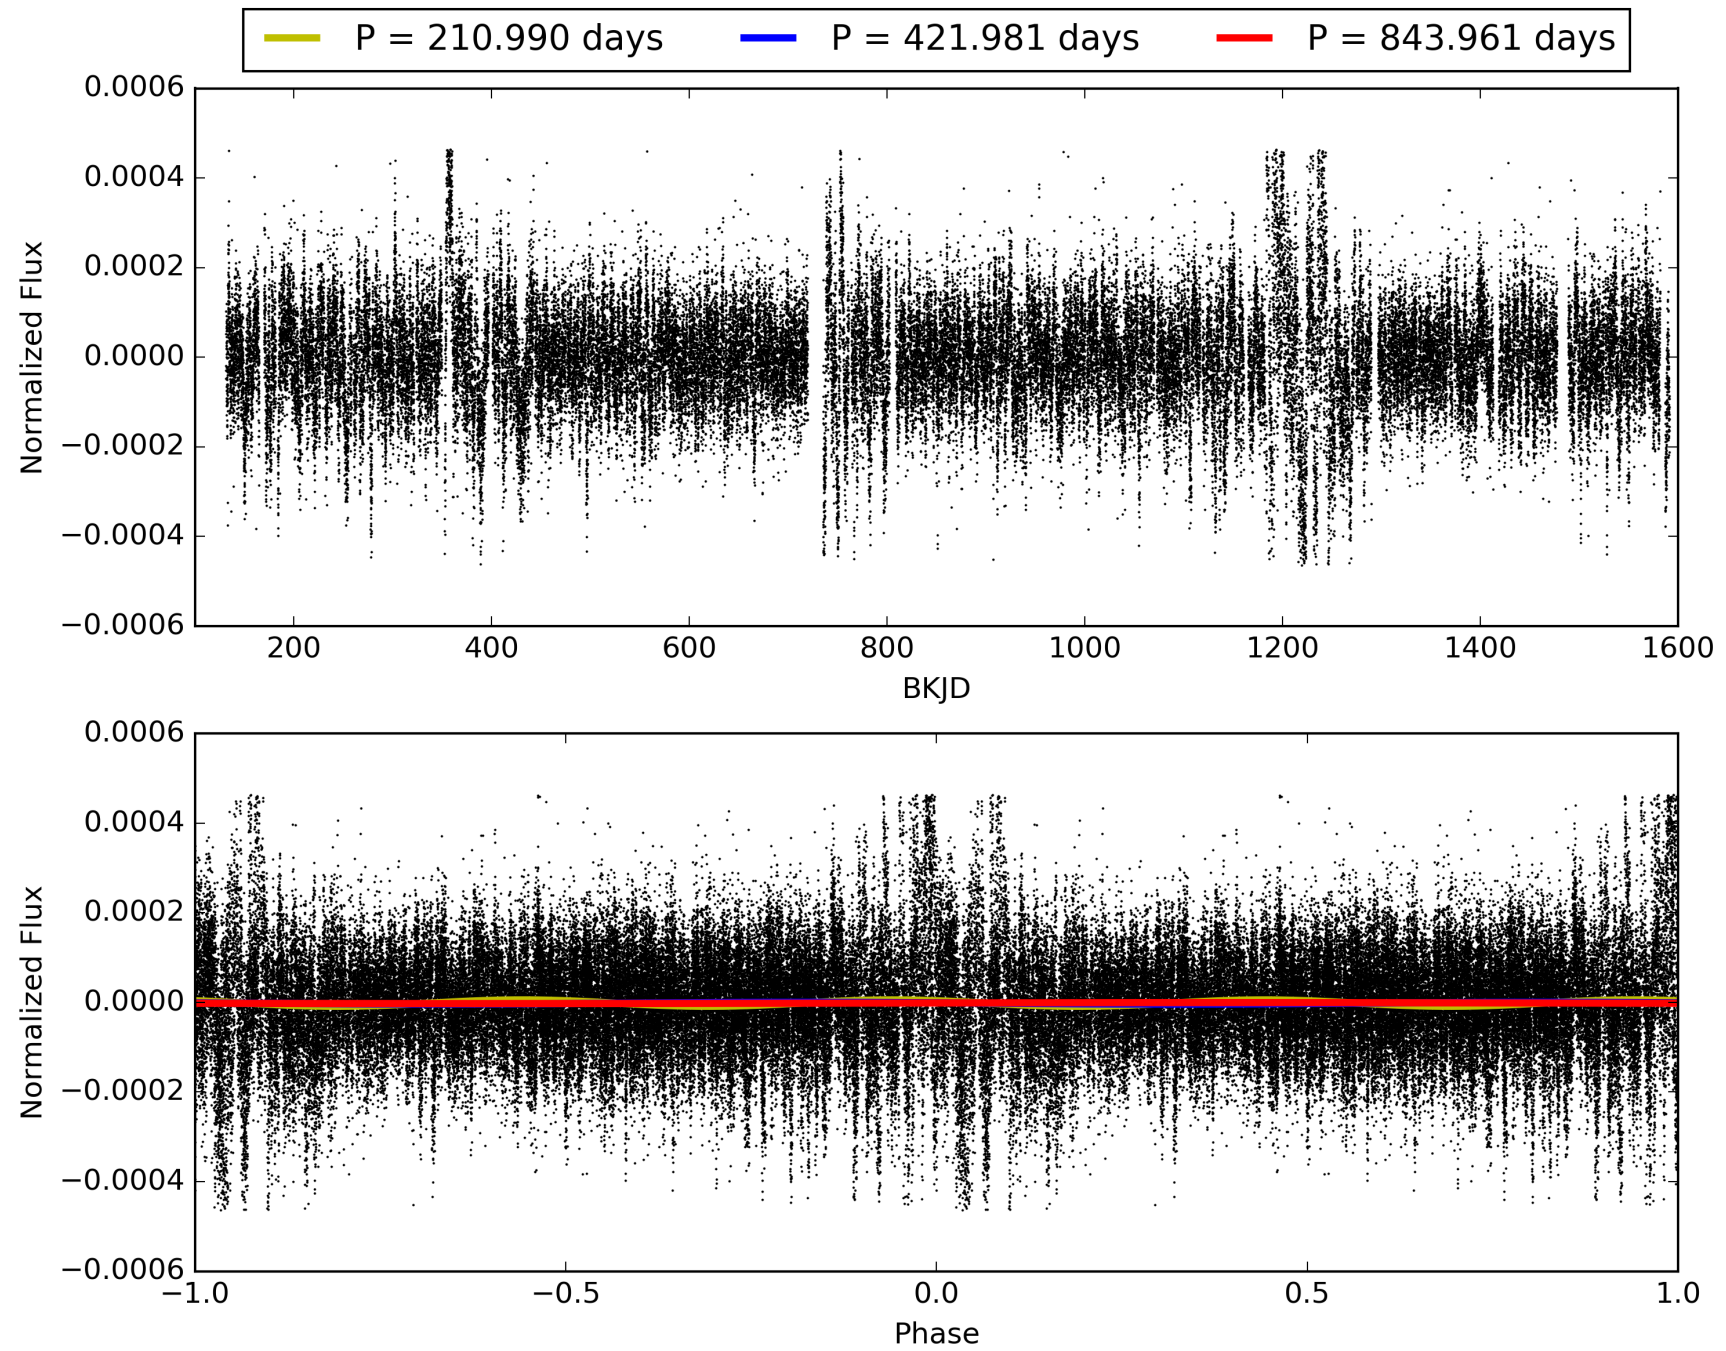 P = 210.990 days P = 421.981 days P = 843.961 days
0.0006
0.0004
0.0002
0.0000
−0.0002
−0.0004
−0.0006
Normalized Flux
200 400 600 800 1000 1200 1400 1600
BKJD
0.0006
0.0004
0.0002
0.0000
−0.0002
−0.0004
−0.0006
Normalized Flux
−1.0 −0.5 0.0 0.5 1.0
Phase